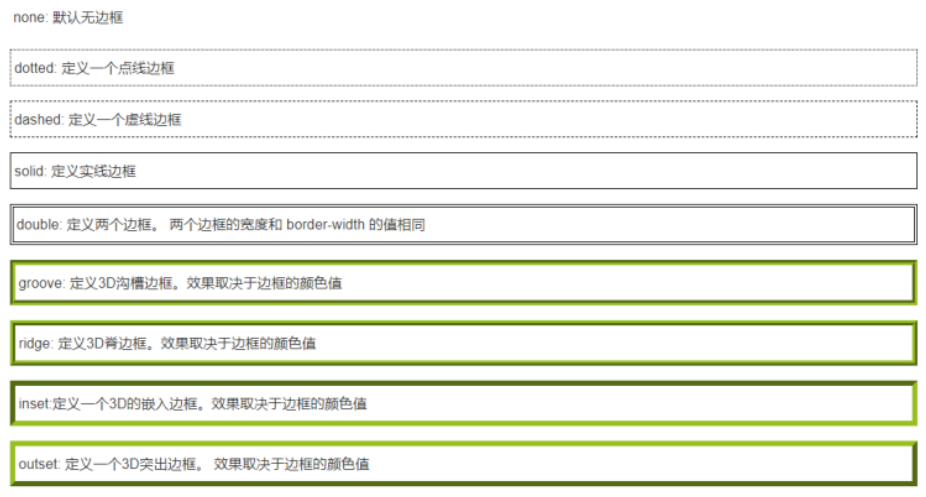 none: 默认无边框
dotted: 定义一个点线边框
dashed: 定义一个虚线边框
solid: 定义实线边框
double: 定义两个边框。 两个边框的宽度和 border-width 的值相同
groove: 定义3D沟槽边框。效果取决于边框的颜色值
ridge: 定义3D脊边框。效果取决于边框的颜色值
inset:定义一个3D的嵌入边框。效果取决于边框的颜色值
outset: 定义一个3D突出边框。 效果取决于边框的颜色值